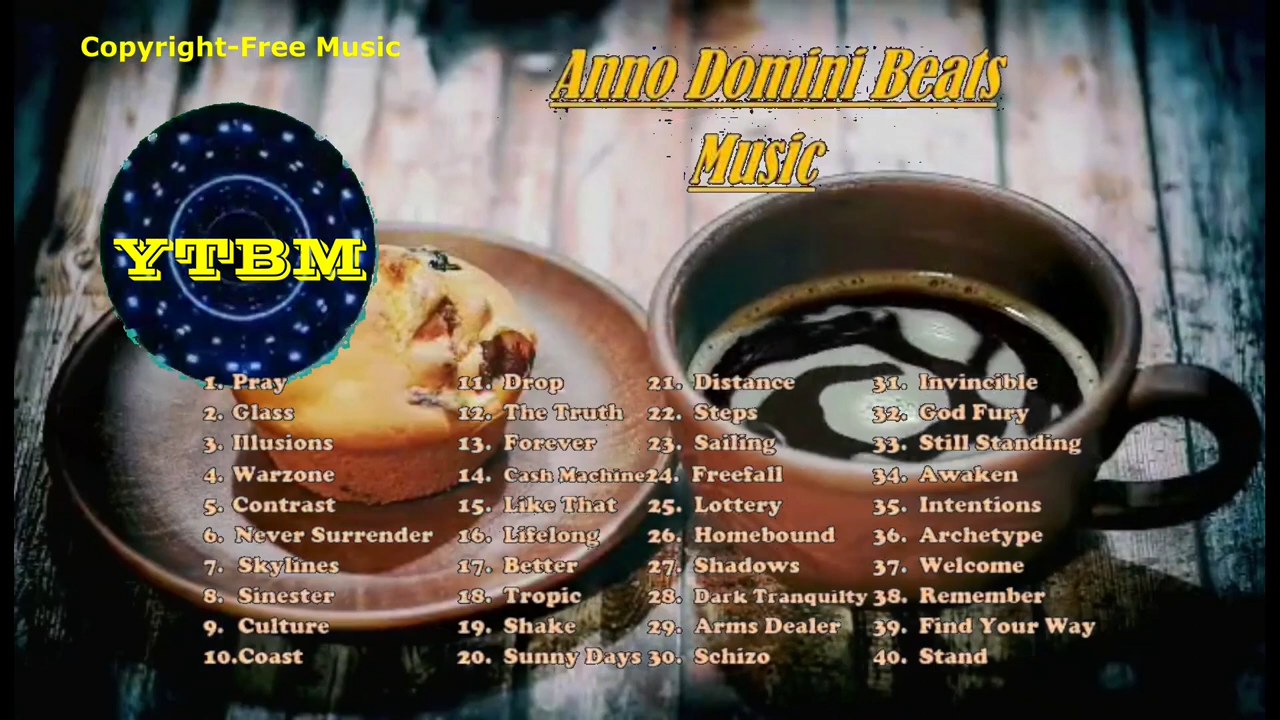 Copyright-Free Music
Anno Domini Beats
Music
YTBM
1. Pray
2. Glass
3. Illusions
4. Warzone
5. Contrast
6. Never Surrender
7. Skylines
8. Sinester
9. Culture
10.Coast
11. Drop
12. The Truth
13. Forever
14. Cash Machine
15. Like That
16. Lifelong
17. Better
18. Tropic
19. Shake
20. Sunny Days
21. Distance
22. Steps
23. Sailing
24. Freefall
25. Lottery
26. Homebound
27. Shadows
28. Dark Tranquilty
29. Arms Dealer
30. Schizo
31. Invincible
32. God Fury
33. Still Standing
34. Awaken
35. Intentions
36. Archetype
37. Welcome
38. Remember
39. Find Your Way
40. Stand